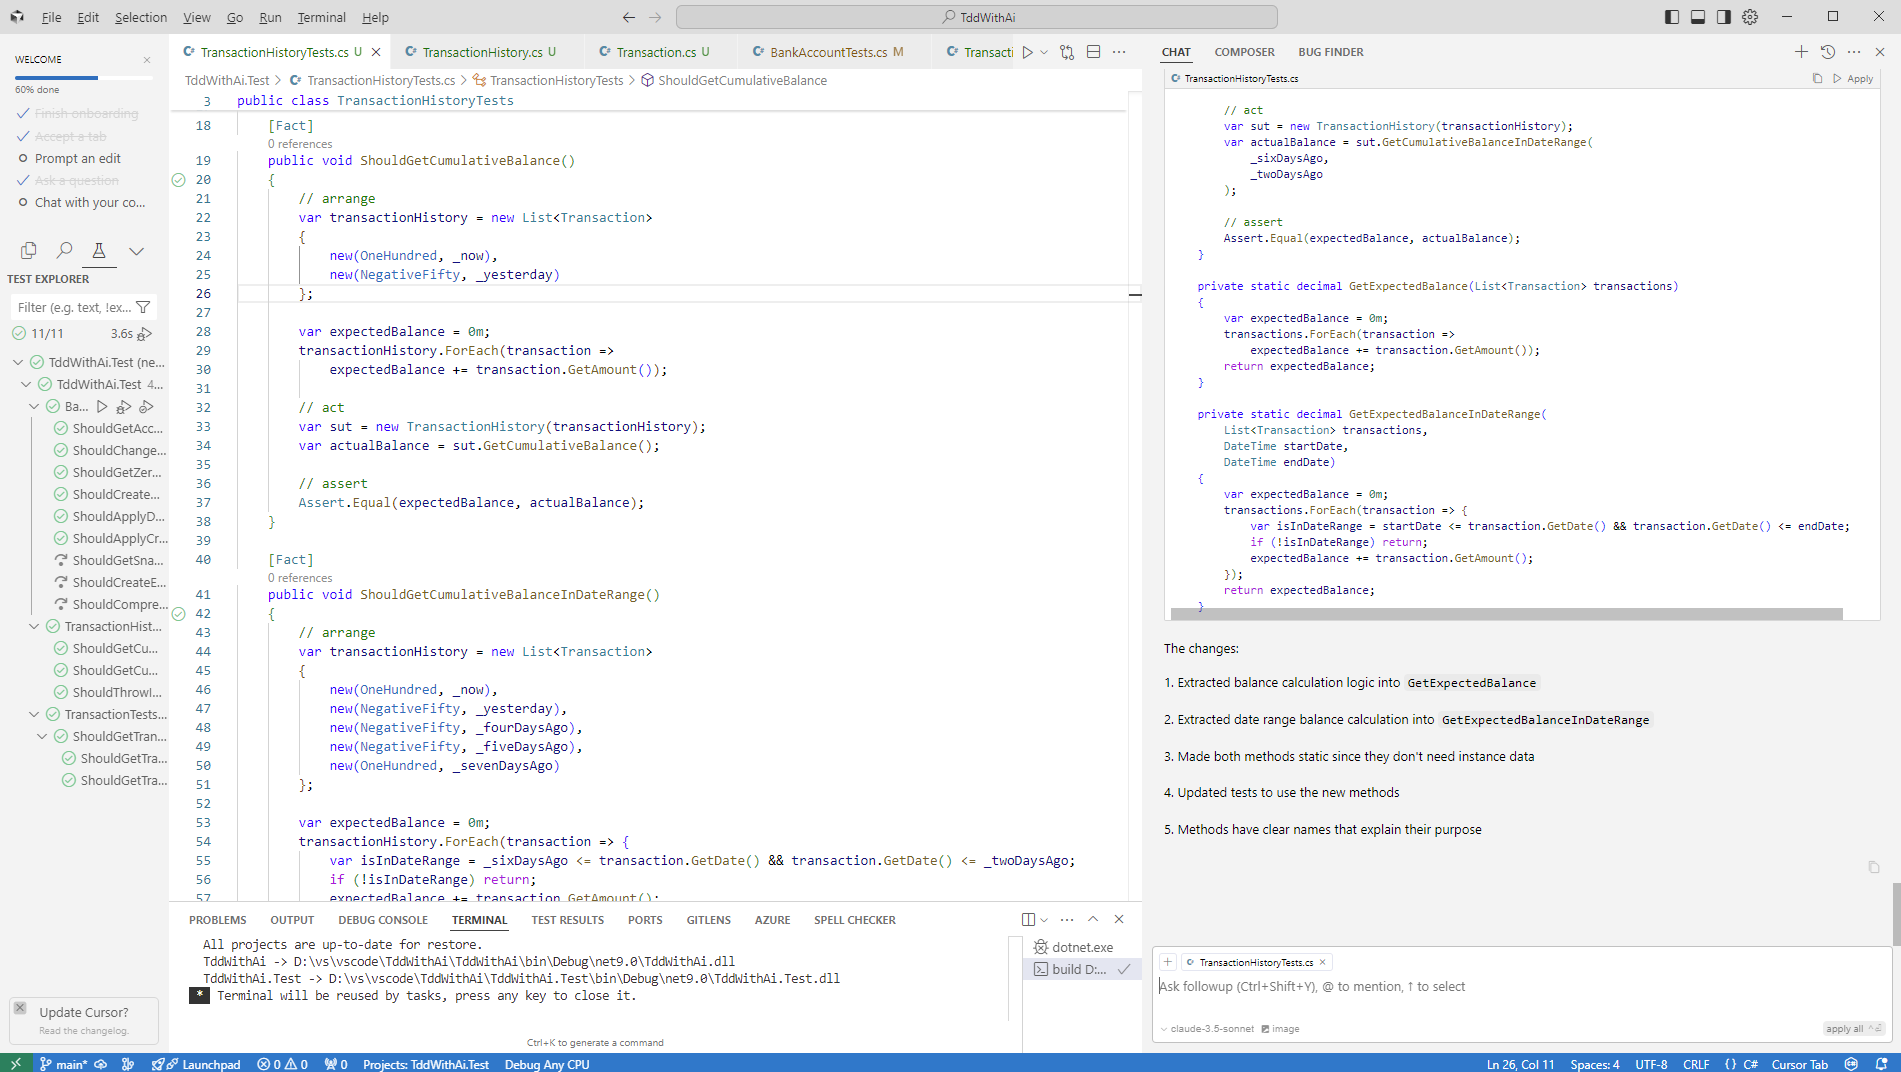 File Edit Selection View Go Run Terminal Help
TddWithAi
WELCOME
60% done
Finish onboarding
Accept a tab
Prompt an edit
Ask a question
Chat with your co...
TEST EXPLORER
Filter (e.g. text, !ex...
11/11 3.6s
TddWithAi.Test (ne...
TddWithAi.Test 4...
Ba...
ShouldGetAcc...
ShouldChange...
ShouldGetZer...
ShouldCreate...
ShouldApplyD...
ShouldApplyCr...
ShouldGetSna...
ShouldCreateE...
ShouldCompre...
TransactionHist...
ShouldGetCu...
ShouldGetCu...
ShouldThrowI...
TransactionTests...
ShouldGetTran...
ShouldGetTra...
ShouldGetTra...
Update Cursor?
Read the changelog.
TransactionHistoryTests.cs U
TransactionHistory.cs U
Transaction.cs U
BankAccountTests.cs M
Transacti
TddWithAi.Test > TransactionHistoryTests.cs > TransactionHistoryTests > ShouldGetCumulativeBalance
3 public class TransactionHistoryTests
18 [Fact]
0 references
19 public void ShouldGetCumulativeBalance()
20 {
21 // arrange
22 var transactionHistory = new List<Transaction>
23 {
24 new(OneHundred, _now),
25 new(NegativeFifty, _yesterday)
26 };
27
28 var expectedBalance = 0m;
29 transactionHistory.ForEach(transaction =>
30 expectedBalance += transaction.GetAmount());
31
32 // act
33 var sut = new TransactionHistory(transactionHistory);
34 var actualBalance = sut.GetCumulativeBalance();
35
36 // assert
37 Assert.Equal(expectedBalance, actualBalance);
38 }
39
40 [Fact]
0 references
41 public void ShouldGetCumulativeBalanceInDateRange()
42 {
43 // arrange
44 var transactionHistory = new List<Transaction>
45 {
46 new(OneHundred, _now),
47 new(NegativeFifty, _yesterday),
48 new(NegativeFifty, _fourDaysAgo),
49 new(NegativeFifty, _fiveDaysAgo),
50 new(OneHundred, _sevenDaysAgo)
51 };
52
53 var expectedBalance = 0m;
54 transactionHistory.ForEach(transaction => {
55 var isInDateRange = _sixDaysAgo <= transaction.GetDate() && transaction.GetDate() <= _twoDaysAgo;
56 if (!isInDateRange) return;
57 expectedBalance += transaction.GetAmount();
PROBLEMS OUTPUT DEBUG CONSOLE TERMINAL TEST RESULTS PORTS GITLENS AZURE SPELL CHECKER
All projects are up-to-date for restore.
TddWithAi -> D:\vs\vscode\TddWithAi\TddWithAi\bin\Debug\net9.0\TddWithAi.dll
TddWithAi.Test -> D:\vs\vscode\TddWithAi\TddWithAi.Test\bin\Debug\net9.0\TddWithAi.Test.dll
* Terminal will be reused by tasks, press any key to close it.
Ctrl+K to generate a command
dotnet.exe
build D:...
CHAT COMPOSER BUG FINDER
TransactionHistoryTests.cs Apply
// act
var sut = new TransactionHistory(transactionHistory);
var actualBalance = sut.GetCumulativeBalanceInDateRange(
_sixDaysAgo,
_twoDaysAgo
);
// assert
Assert.Equal(expectedBalance, actualBalance);
}
private static decimal GetExpectedBalance(List<Transaction> transactions)
{
var expectedBalance = 0m;
transactions.ForEach(transaction =>
expectedBalance += transaction.GetAmount());
return expectedBalance;
}
private static decimal GetExpectedBalanceInDateRange(
List<Transaction> transactions,
DateTime startDate,
DateTime endDate)
{
var expectedBalance = 0m;
transactions.ForEach(transaction => {
var isInDateRange = startDate <= transaction.GetDate() && transaction.GetDate() <= endDate;
if (!isInDateRange) return;
expectedBalance += transaction.GetAmount();
});
return expectedBalance;
}
The changes:
1. Extracted balance calculation logic into GetExpectedBalance
2. Extracted date range balance calculation into GetExpectedBalanceInDateRange
3. Made both methods static since they don't need instance data
4. Updated tests to use the new methods
5. Methods have clear names that explain their purpose
+ TransactionHistoryTests.cs
Ask followup (Ctrl+Shift+Y), @ to mention, ↑ to select
claude-3.5-sonnet image apply all
main* Launchpad 0 0 0 Projects: TddWithAi.Test Debug Any CPU
Ln 26, Col 11 Spaces: 4 UTF-8 CRLF {} C# Cursor Tab